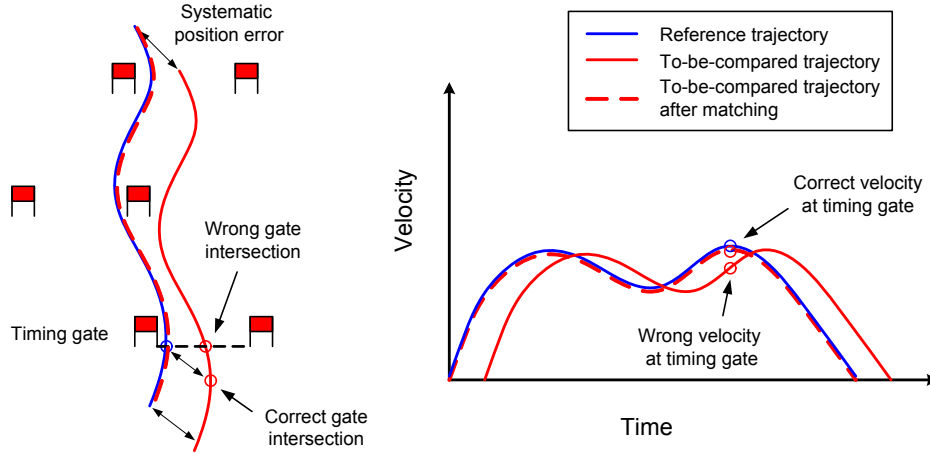 Systematic
position error
Wrong gate
intersection
Timing gate
Correct gate
intersection
Reference trajectory
To-be-compared trajectory
To-be-compared trajectory
after matching
Velocity
Correct velocity
at timing gate
Wrong velocity
at timing gate
Time